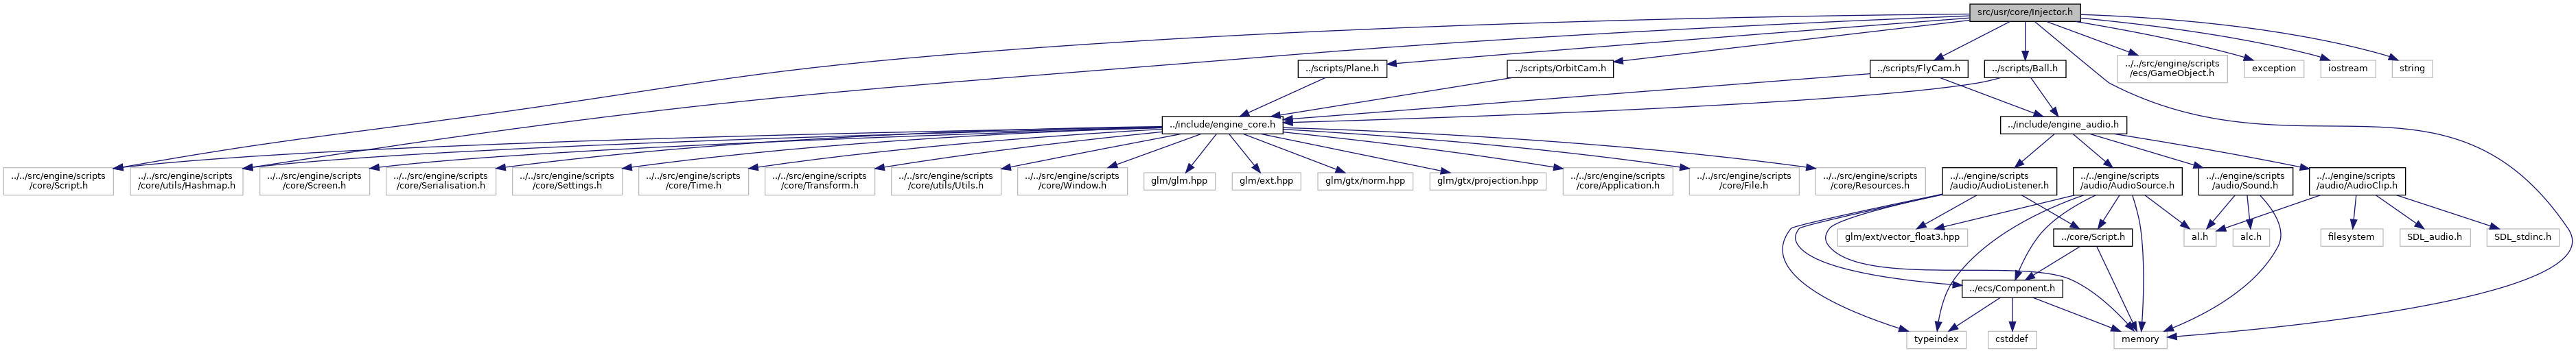 src/usr/core/Injector.h
../scripts/Plane.h
../scripts/OrbitCam.h
../scripts/FlyCam.h
../scripts/Ball.h
../../src/engine/scripts
/ecs/GameObject.h
exception
iostream
string
../include/engine_core.h
../include/engine_audio.h
../../src/engine/scripts
/core/Script.h
../../src/engine/scripts
/core/utils/Hashmap.h
../../src/engine/scripts
/core/Screen.h
../../src/engine/scripts
/core/Serialisation.h
../../src/engine/scripts
/core/Settings.h
../../src/engine/scripts
/core/Time.h
../../src/engine/scripts
/core/Transform.h
../../src/engine/scripts
/core/utils/Utils.h
../../src/engine/scripts
/core/Window.h
glm/glm.hpp
glm/ext.hpp
glm/gtx/norm.hpp
glm/gtx/projection.hpp
../../src/engine/scripts
/core/Application.h
../../src/engine/scripts
/core/File.h
../../src/engine/scripts
/core/Resources.h
../../engine/scripts
/audio/AudioListener.h
../../engine/scripts
/audio/AudioSource.h
../../engine/scripts
/audio/Sound.h
../../engine/scripts
/audio/AudioClip.h
glm/ext/vector_float3.hpp
../core/Script.h
al.h
alc.h
filesystem
SDL_audio.h
SDL_stdinc.h
../ecs/Component.h
typeindex
cstddef
memory